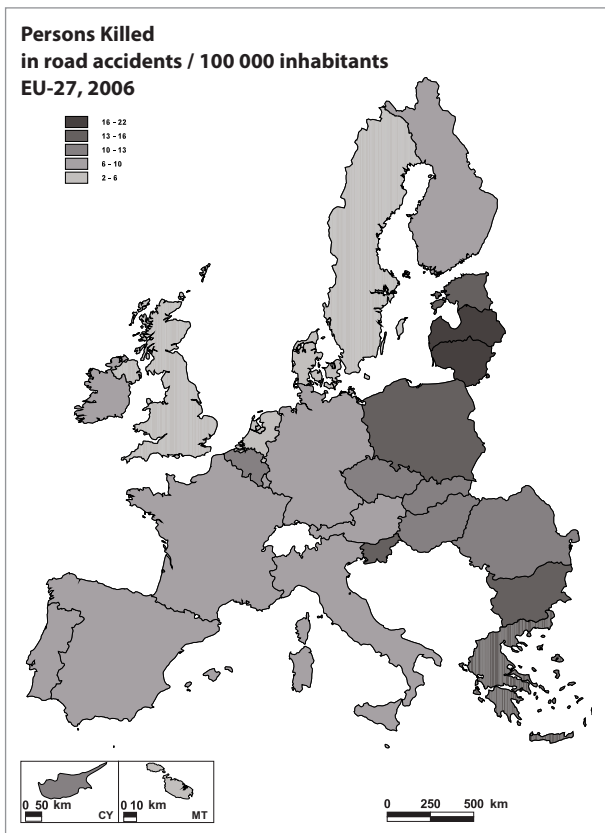 Persons Killed
in road accidents / 100 000 inhabitants
EU-27, 2006
16 – 22
13 – 16
10 – 13
6 – 10
2 – 6
0 50 km
CY
0 10 km
MT
0 250 500 km